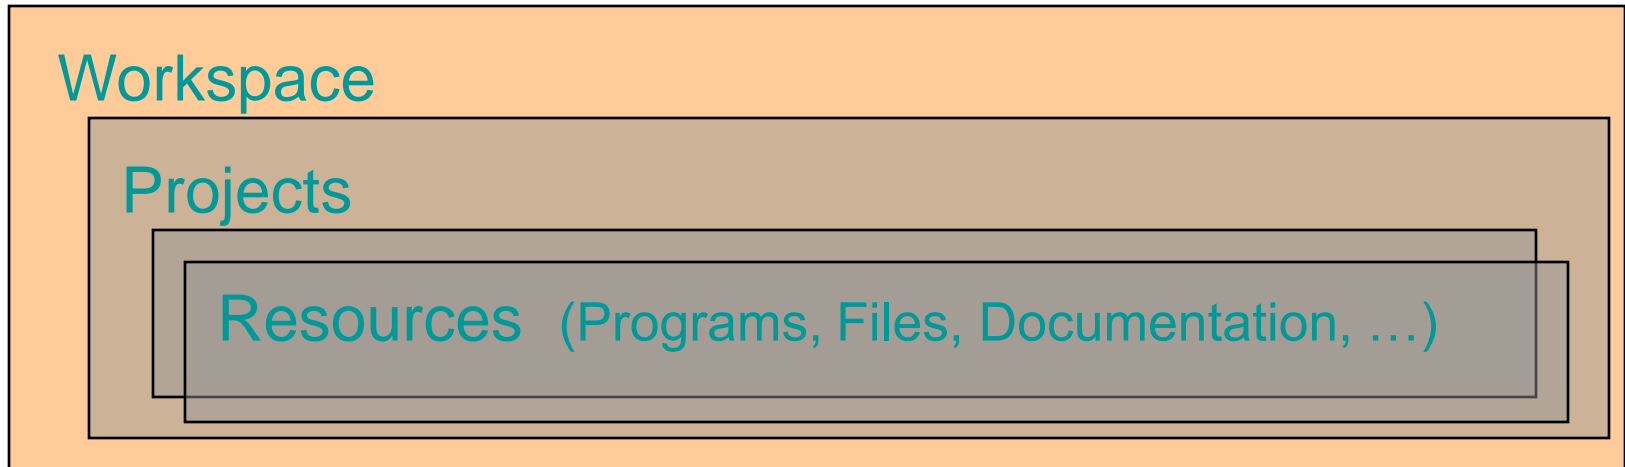 Workspace
Projects
Resources (Programs, Files, Documentation, …)